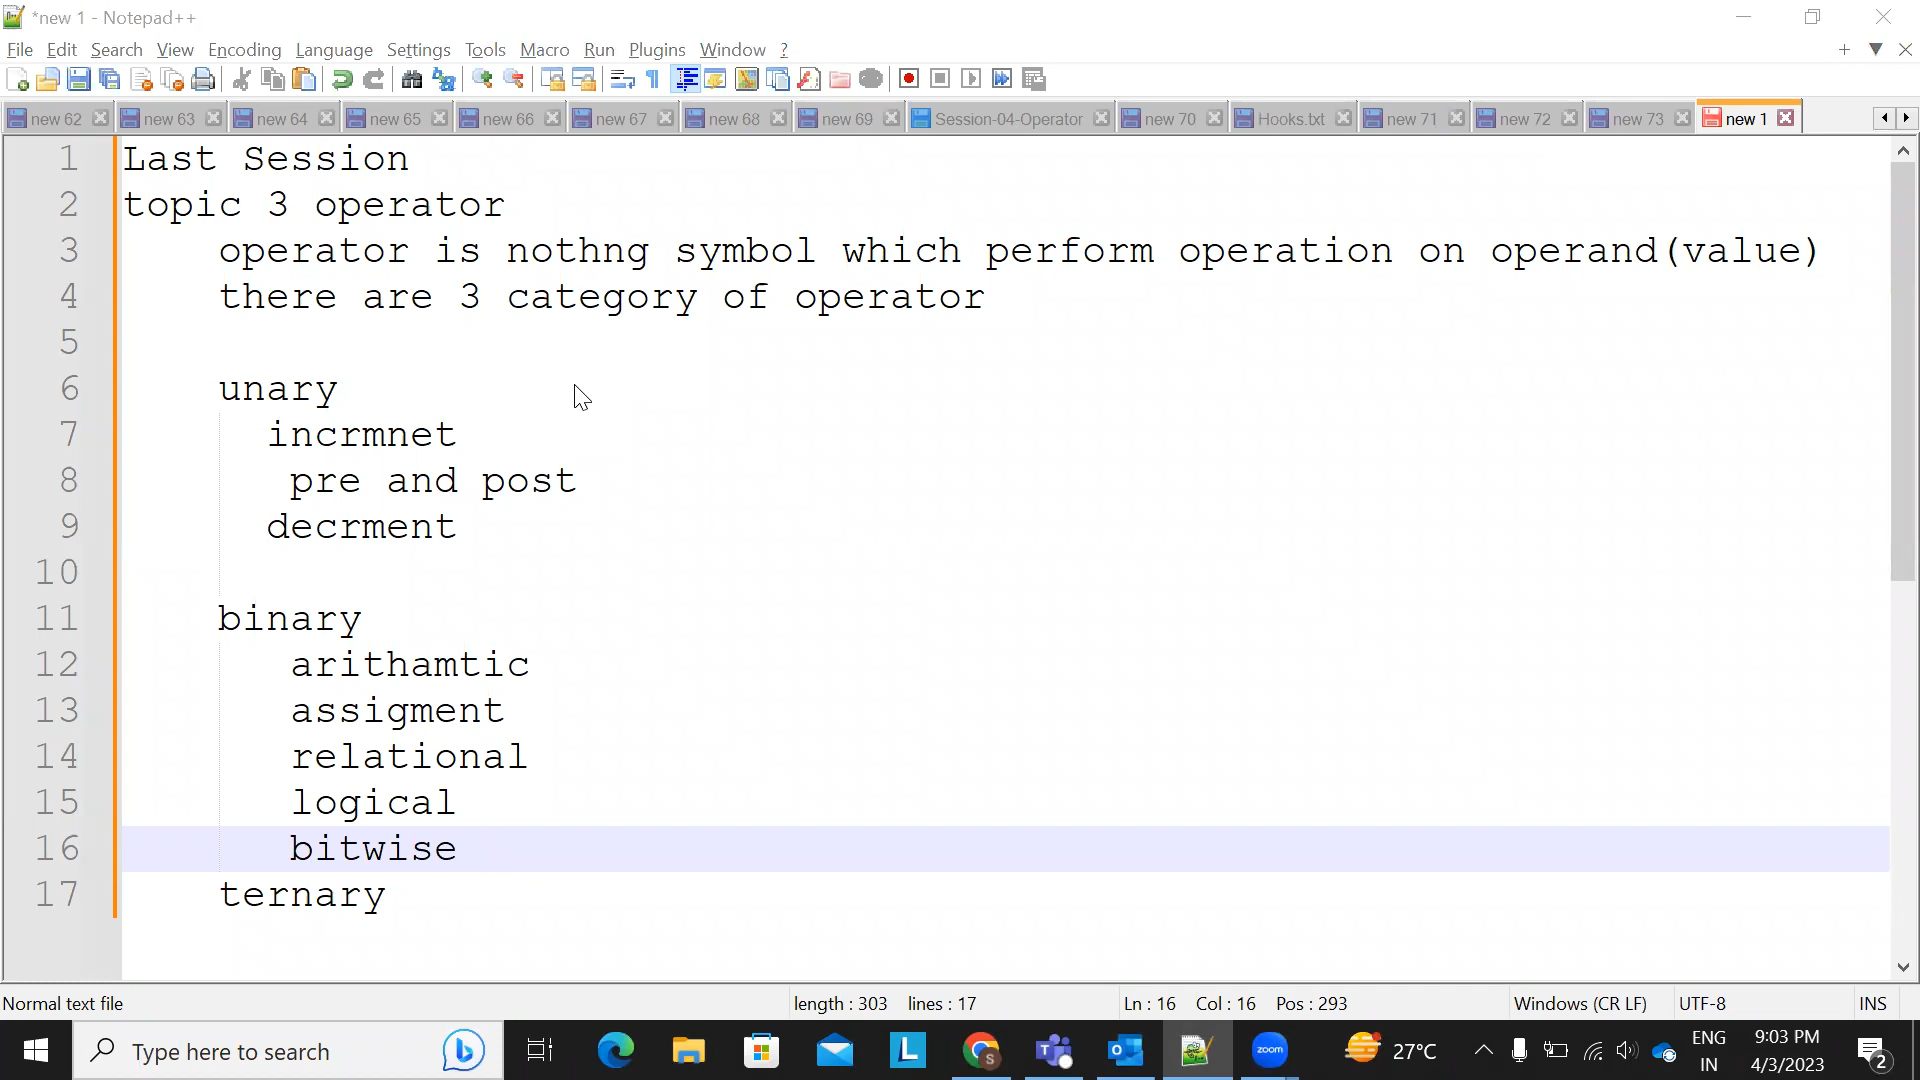 *new 1 - Notepad++
File Edit Search View Encoding Language Settings Tools Macro Run Plugins Window ?
new 62 new 63 new 64 new 65 new 66 new 67 new 68 new 69 Session-04-Operator new 70 Hooks.txt new 71 new 72 new 73 new 1
1 Last Session
2 topic 3 operator
3 operator is nothng symbol which perform operation on operand(value)
4 there are 3 category of operator
5
6 unary
7 incrmnet
8 pre and post
9 decrment
10
11 binary
12 arithamtic
13 assigment
14 relational
15 logical
16 bitwise
17 ternary
Normal text file length : 303 lines : 17 Ln : 16 Col : 16 Pos : 293 Windows (CR LF) UTF-8 INS
Type here to search L zoom 27°C ENG 9:03 PM
IN 4/3/2023 2